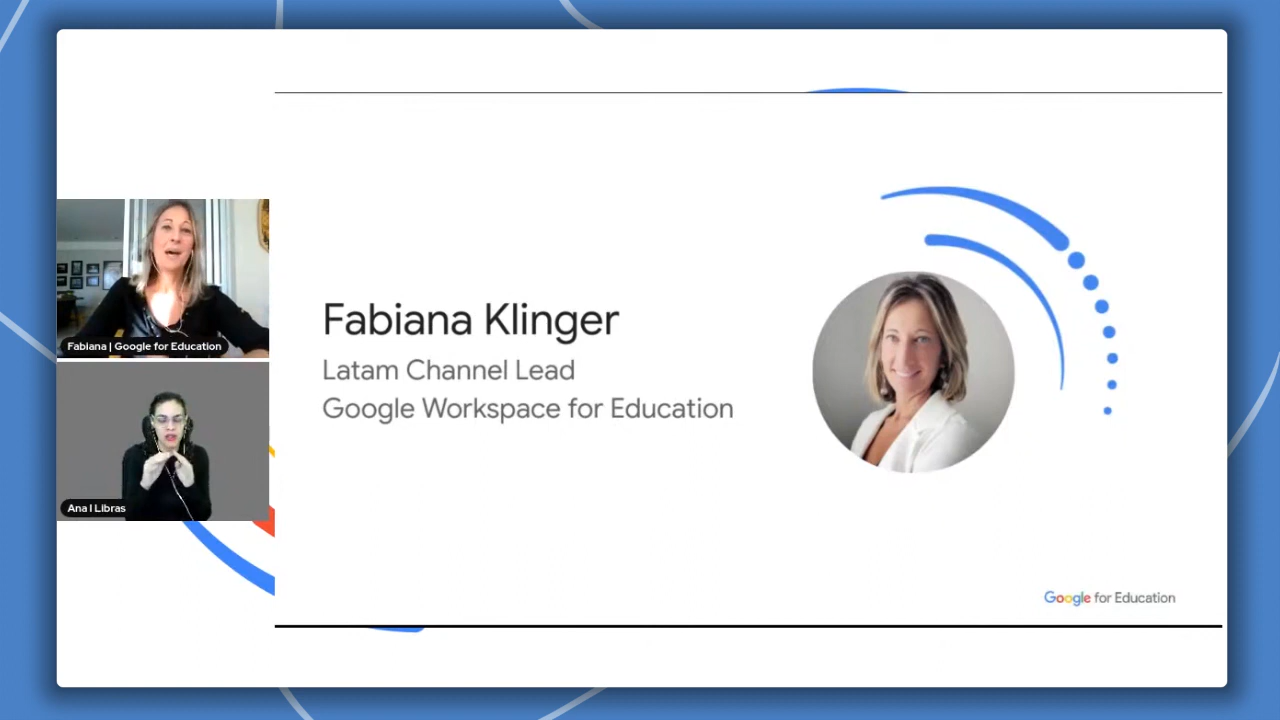 Fabiana Klinger
Latam Channel Lead
Google Workspace for Education
Fabiana | Google for Education
Ana | Libras
Google for Education